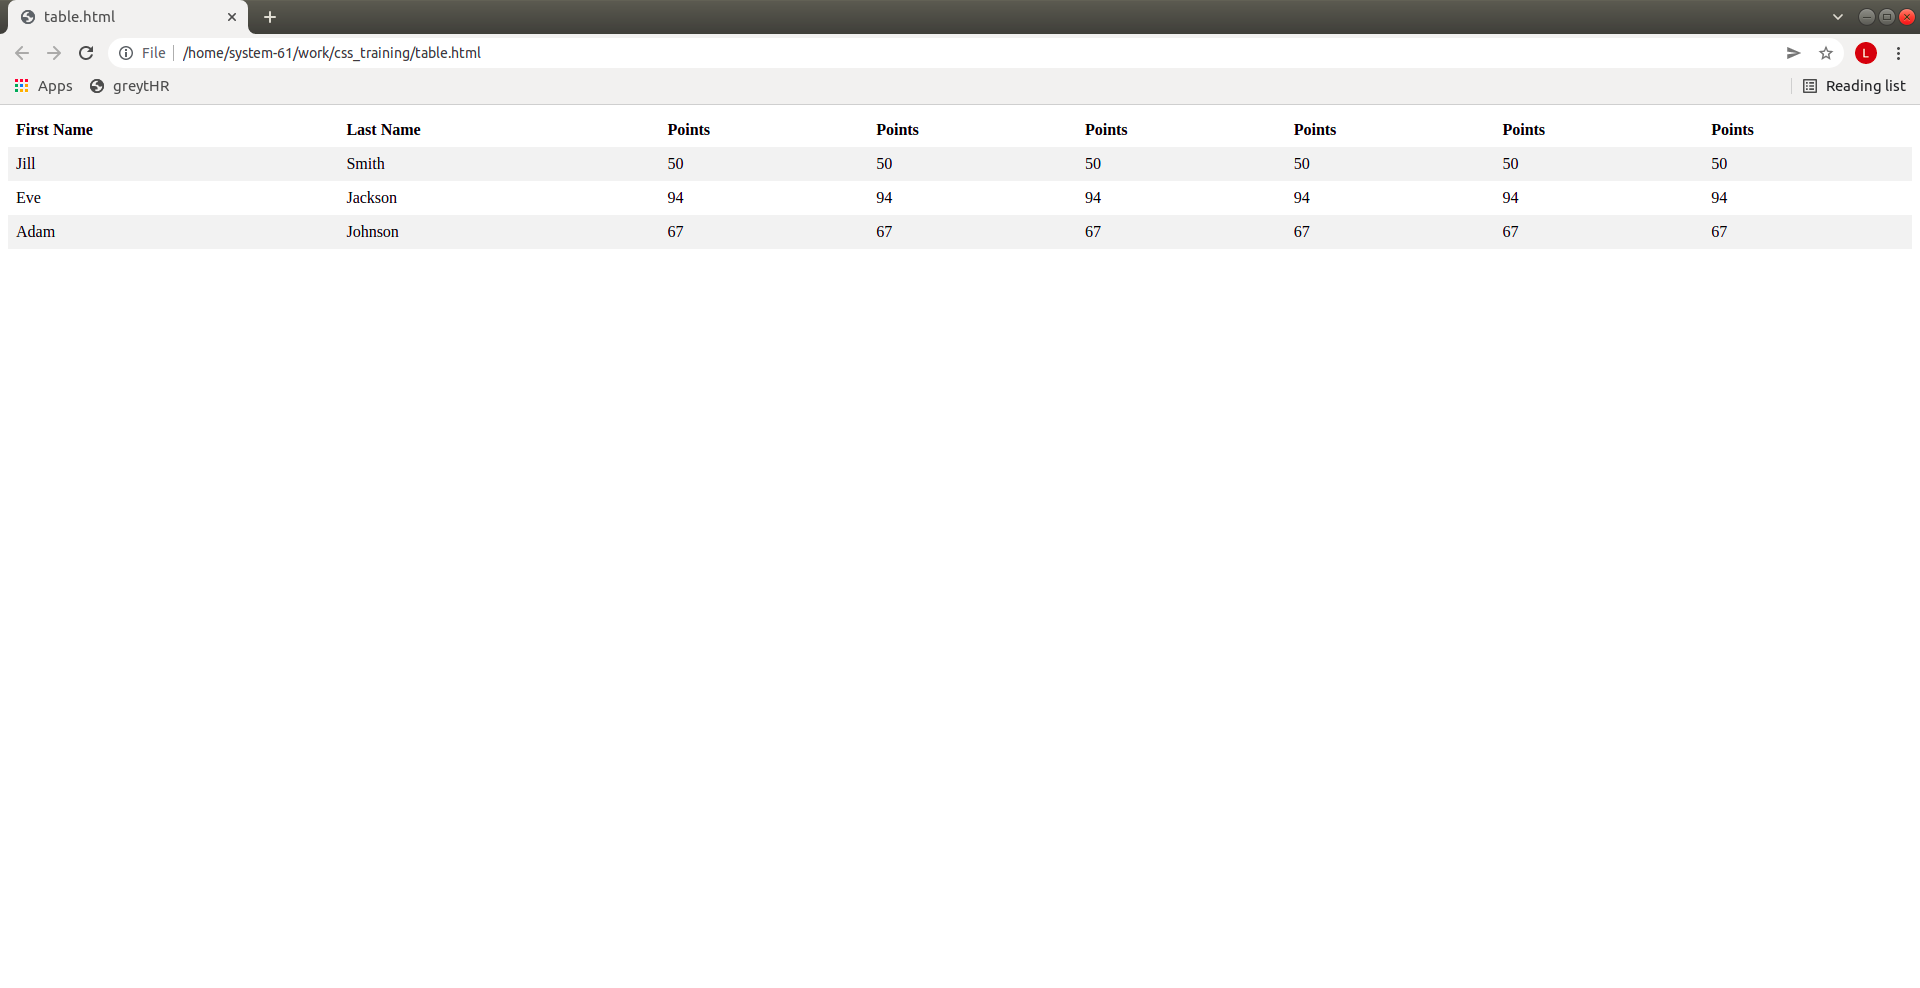 table.html
File /home/system-61/work/css_training/table.html L
Apps greytHR Reading list
First Name Last Name Points Points Points Points Points Points
Jill Smith 50 50 50 50 50 50
Eve Jackson 94 94 94 94 94 94
Adam Johnson 67 67 67 67 67 67